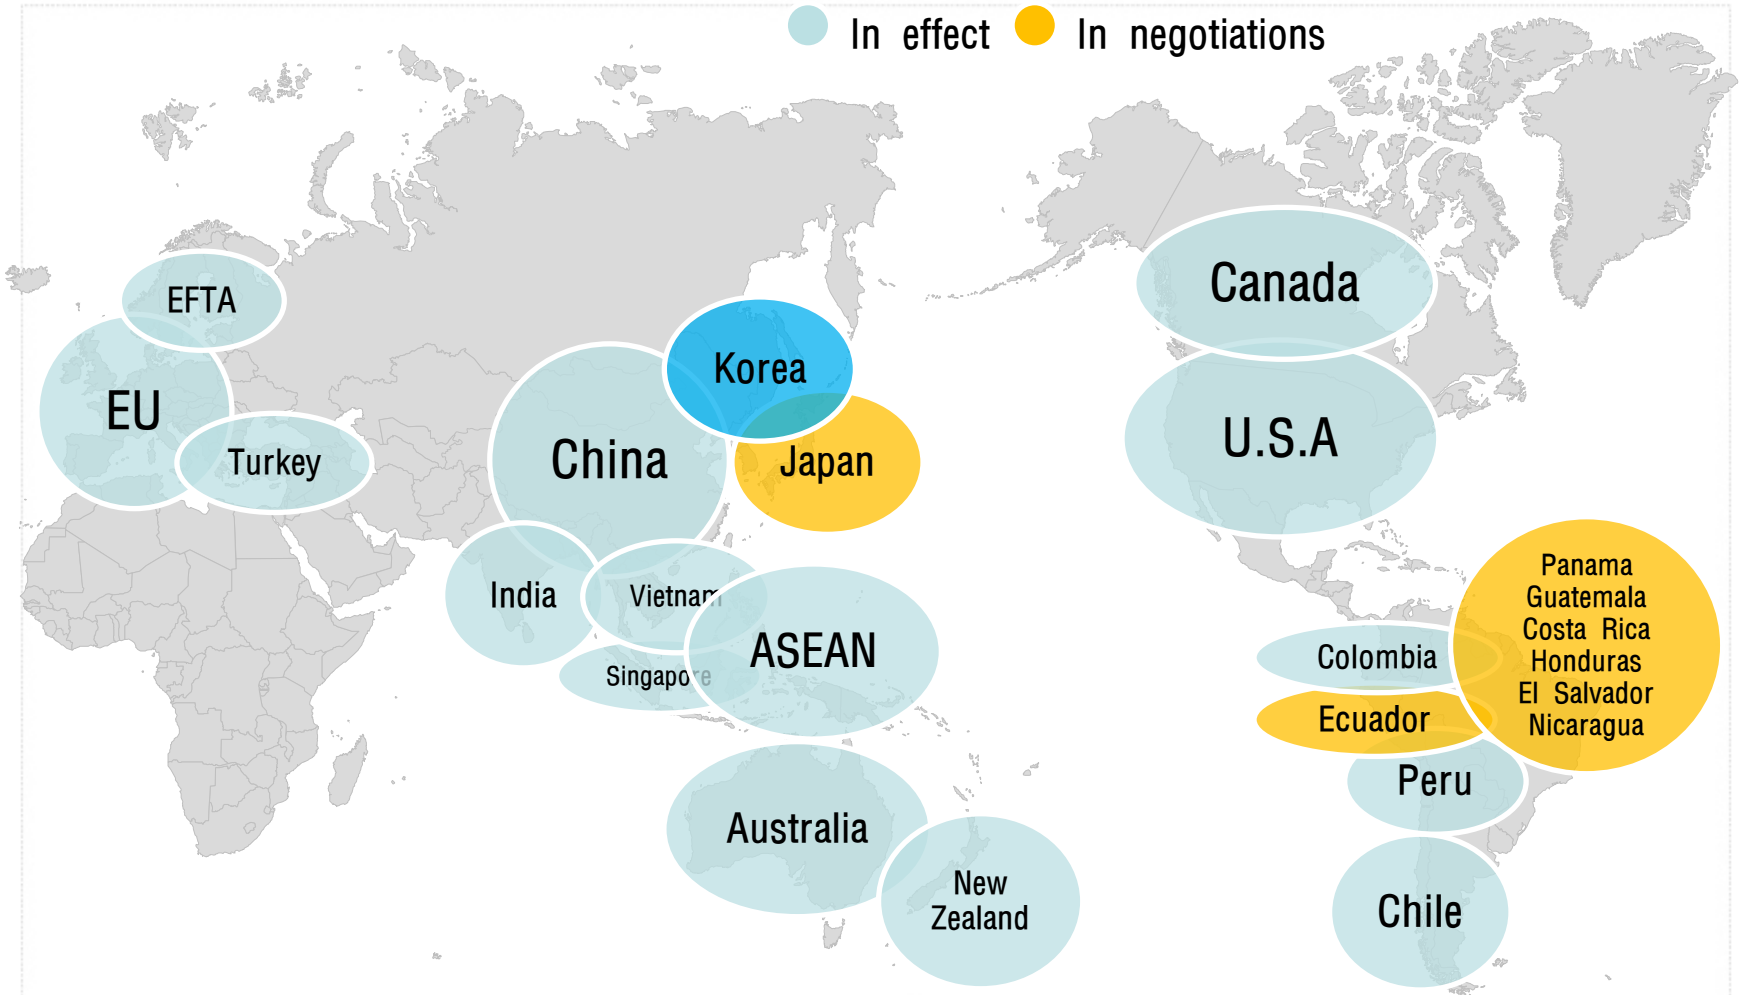 In effect
In negotiations
Canada
EFTA
Korea
EU
U.S.A
Turkey
China
Japan
India
Vietnam
Panama
Guatemala
Costa Rica
Honduras
El Salvador
Nicaragua
ASEAN
Singapore
Colombia
Ecuador
Peru
Australia
New
Zealand
Chile